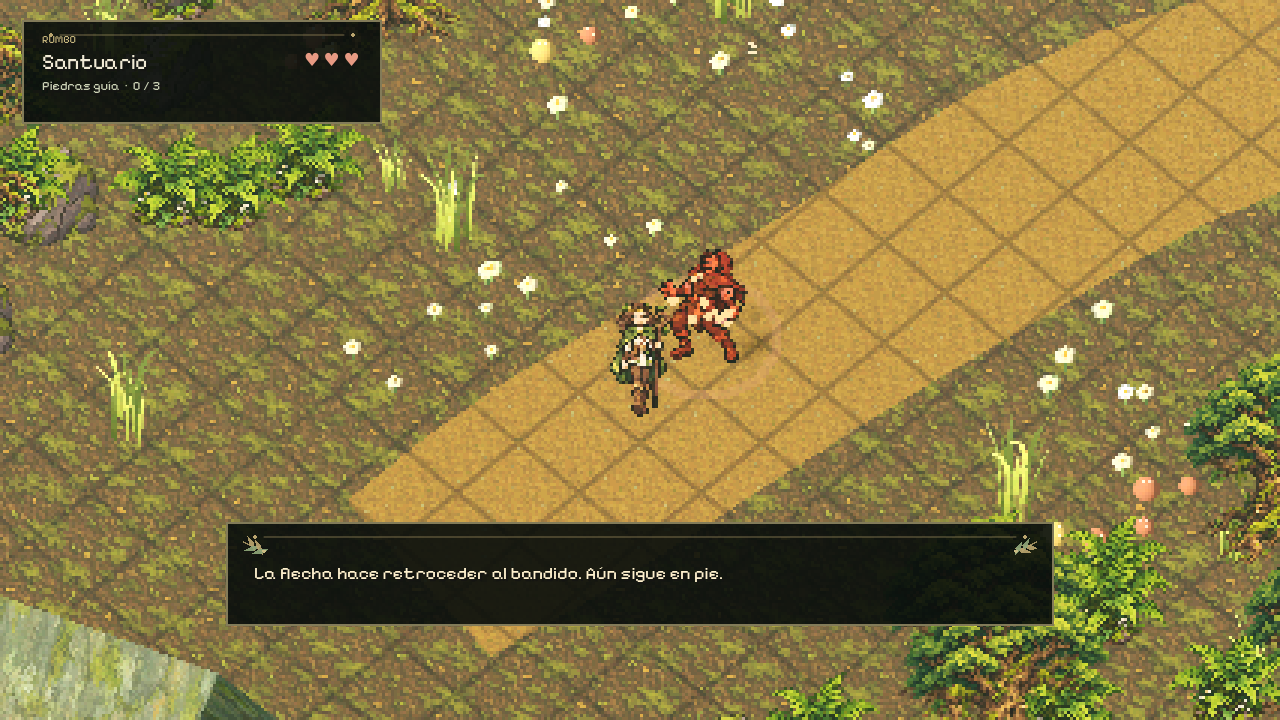 RUMBO
Santuario
Piedras guía · 0 / 3
La flecha hace retroceder al bandido. Aún sigue en pie.